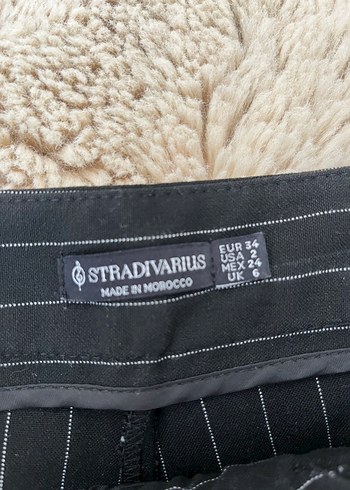 STRADIVARIUS
MADE IN MOROCCO
EUR 34
USA 2
MEX 24
UK 6